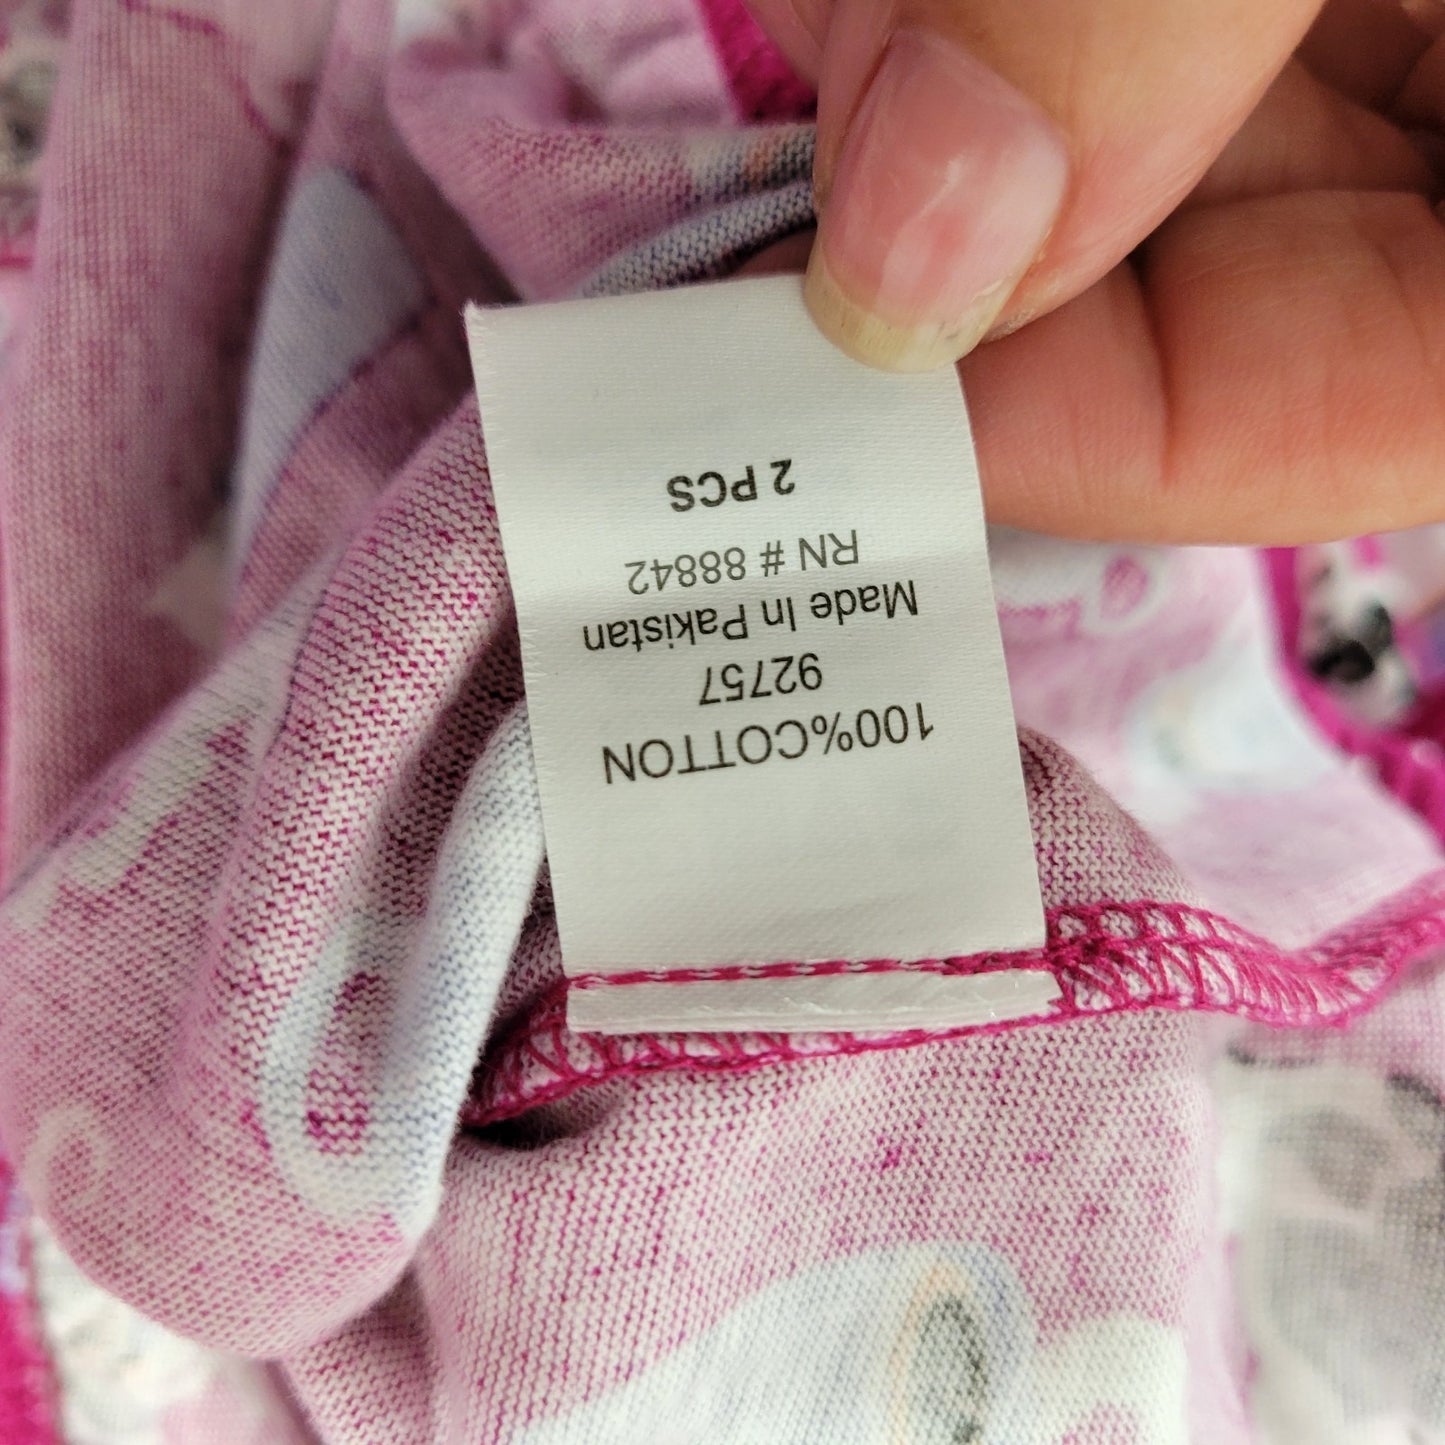 100%COTTON
92757
Made In Pakistan
RN # 88842
2 PCS